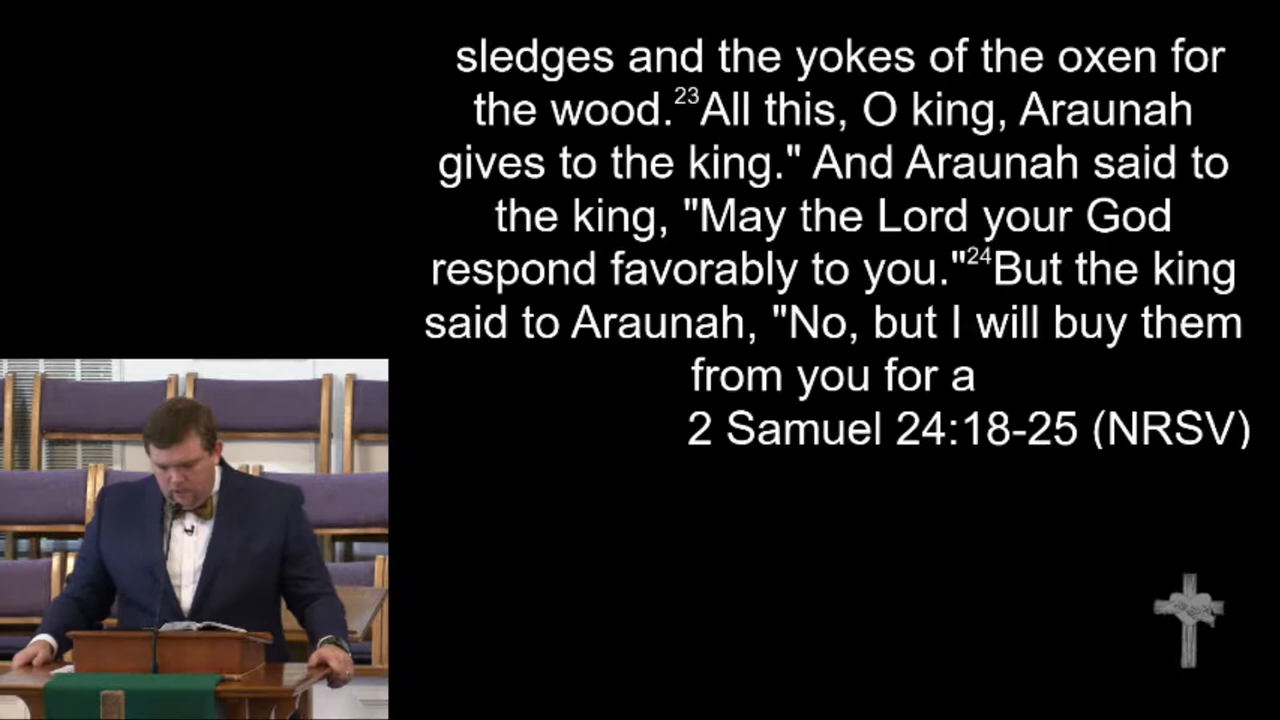 sledges and the yokes of the oxen for
the wood.²³All this, O king, Araunah
gives to the king." And Araunah said to
the king, "May the Lord your God
respond favorably to you."²⁴But the king
said to Araunah, "No, but I will buy them
from you for a
2 Samuel 24:18-25 (NRSV)